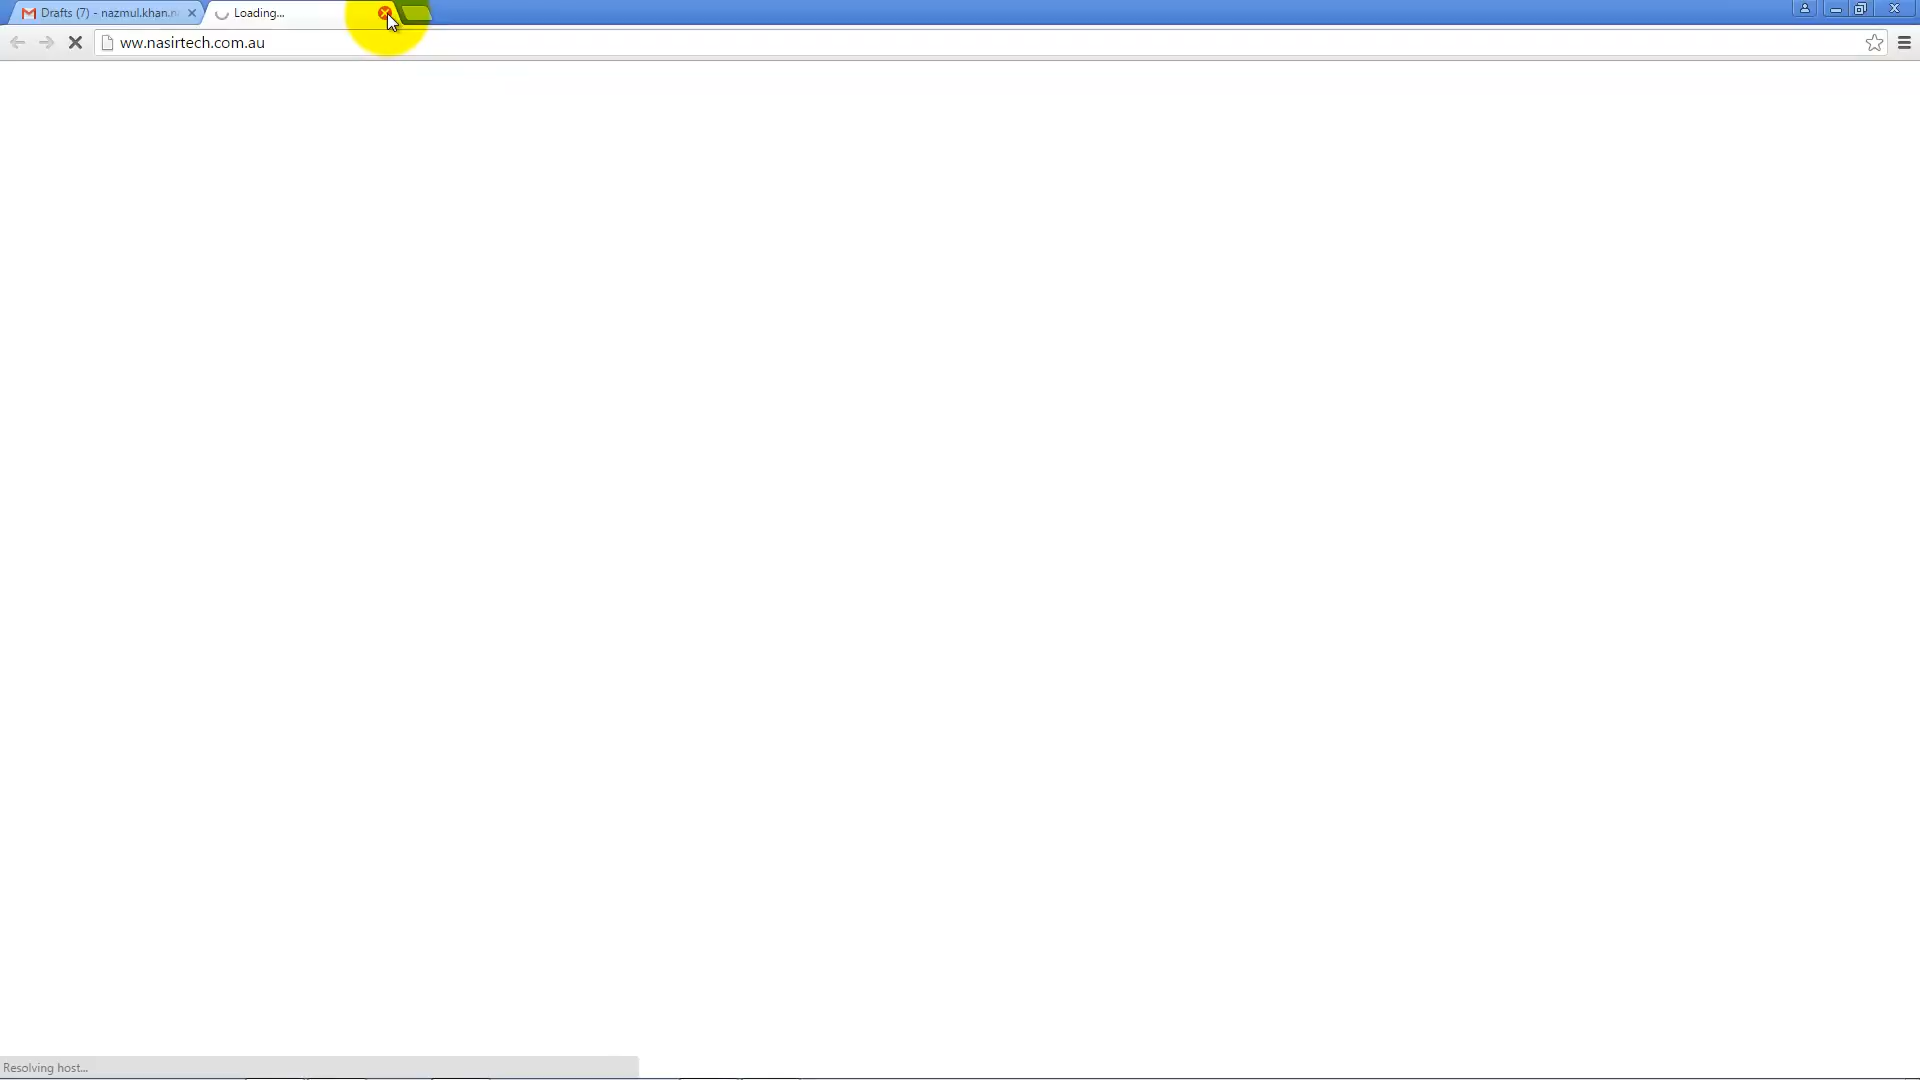 Drafts (7) - nazmul.khan.n
Loading...
ww.nasirtech.com.au
Resolving host...